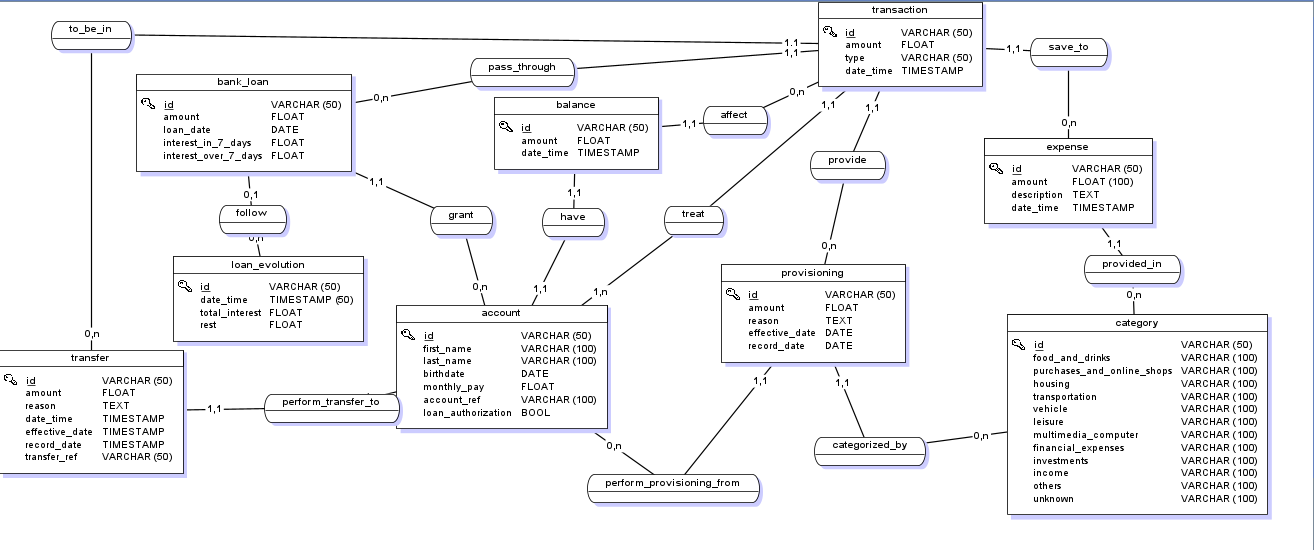 to_be_in
1,1
0,n
transaction
id VARCHAR (50)
amount FLOAT
type VARCHAR (50)
date_time TIMESTAMP
pass_through
1,1
0,n
save_to
1,1
0,n
bank_loan
id VARCHAR (50)
amount FLOAT
loan_date DATE
interest_in_7_days FLOAT
interest_over_7_days FLOAT
balance
id VARCHAR (50)
amount FLOAT
date_time TIMESTAMP
affect
0,n
1,1
1,1
1,1
expense
id VARCHAR (50)
amount FLOAT (100)
description TEXT
date_time TIMESTAMP
provide
0,n
0,1
follow
0,n
1,1
grant
0,n
1,1
have
1,1
treat
1,n
1,1
provided_in
0,n
loan_evolution
id VARCHAR (50)
date_time TIMESTAMP (50)
total_interest FLOAT
rest FLOAT
provisioning
id VARCHAR (50)
amount FLOAT
reason TEXT
effective_date DATE
record_date DATE
account
id VARCHAR (50)
first_name VARCHAR (100)
last_name VARCHAR (100)
birthdate DATE
monthly_pay FLOAT
account_ref VARCHAR (100)
loan_authorization BOOL
category
id VARCHAR (50)
food_and_drinks VARCHAR (100)
purchases_and_online_shops VARCHAR (100)
housing VARCHAR (100)
transportation VARCHAR (100)
vehicle VARCHAR (100)
leisure VARCHAR (100)
multimedia_computer VARCHAR (100)
financial_expenses VARCHAR (100)
investments VARCHAR (100)
income VARCHAR (100)
others VARCHAR (100)
unknown VARCHAR (100)
transfer
id VARCHAR (50)
amount FLOAT
reason TEXT
date_time TIMESTAMP
effective_date TIMESTAMP
record_date TIMESTAMP
transfer_ref VARCHAR (50)
1,1
perform_transfer_to
1,1
1,1
0,n
categorized_by
0,n
perform_provisioning_from